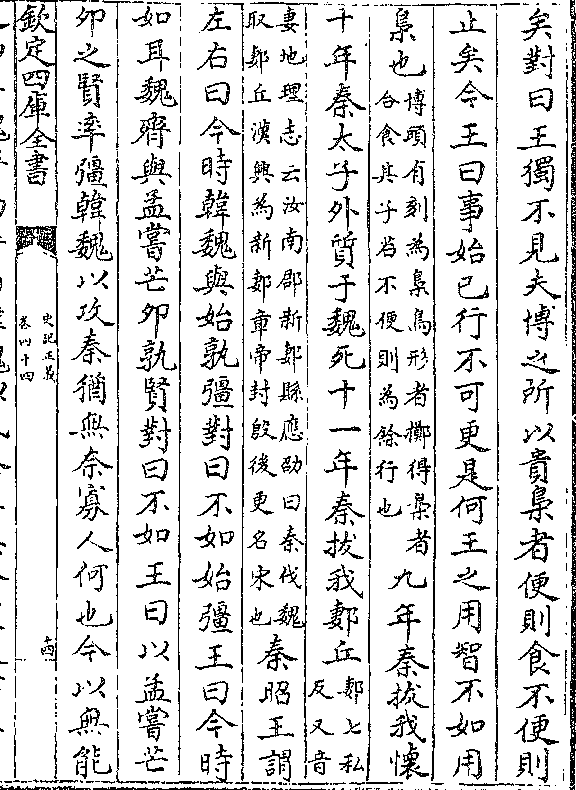 矣對曰王獨不見夫博之所以貴梟者便則食不便則
止矣今王曰事始已行不可更是何王之用智不如用
梟也博頭有刻為梟鳥形者擲得梟者
合食其子若不便則為餘行也
九年秦拔我懷
十年秦太子外質于魏死十一年秦拔我郪丘郪七私
反又音
妻地理志云汝南郡新郪縣應劭曰秦伐魏
取郪丘漢興為新郪章帝封殷後更名宋也
秦昭王謂
左右曰今時韓魏與始孰彊對曰不如始彊王曰今時
如耳魏齊與孟嘗芒卯孰賢對曰不如王曰以孟嘗芒
卯之賢率彊韓魏以攻秦猶無奈寡人何也今以無能
欽定四庫全書
史記正義
卷四十四
十四